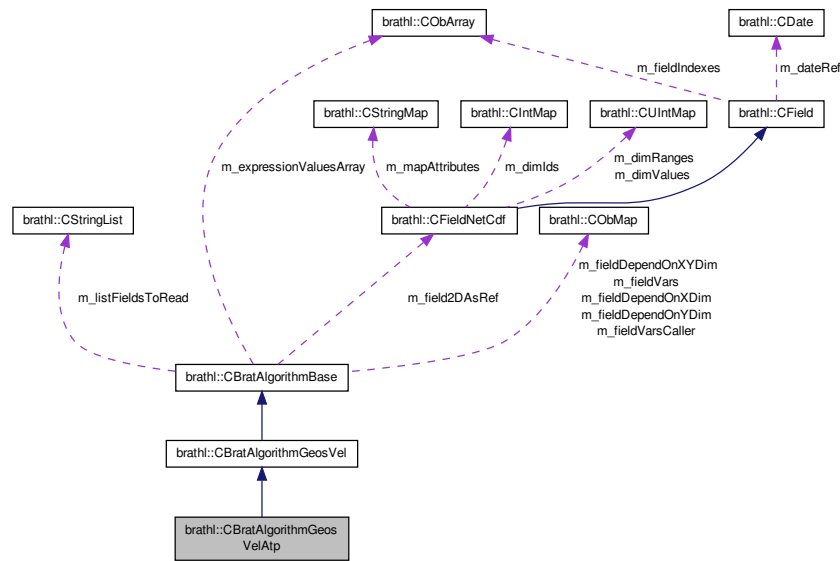 brathl::CObArray
brathl::CDate
m_fieldIndexes
m_dateRef
brathl::CStringMap
brathl::CIntMap
brathl::CUIntMap
brathl::CField
m_expressionValuesArray
m_mapAttributes
m_dimIds
m_dimRanges
m_dimValues
brathl::CStringList
brathl::CFieldNetCdf
brathl::CObMap
m_listFieldsToRead
m_field2DAsRef
m_fieldDependOnXYDim
m_fieldVars
m_fieldDependOnXDim
m_fieldDependOnYDim
m_fieldVarsCaller
brathl::CBratAlgorithmBase
brathl::CBratAlgorithmGeosVel
brathl::CBratAlgorithmGeos
VelAtp